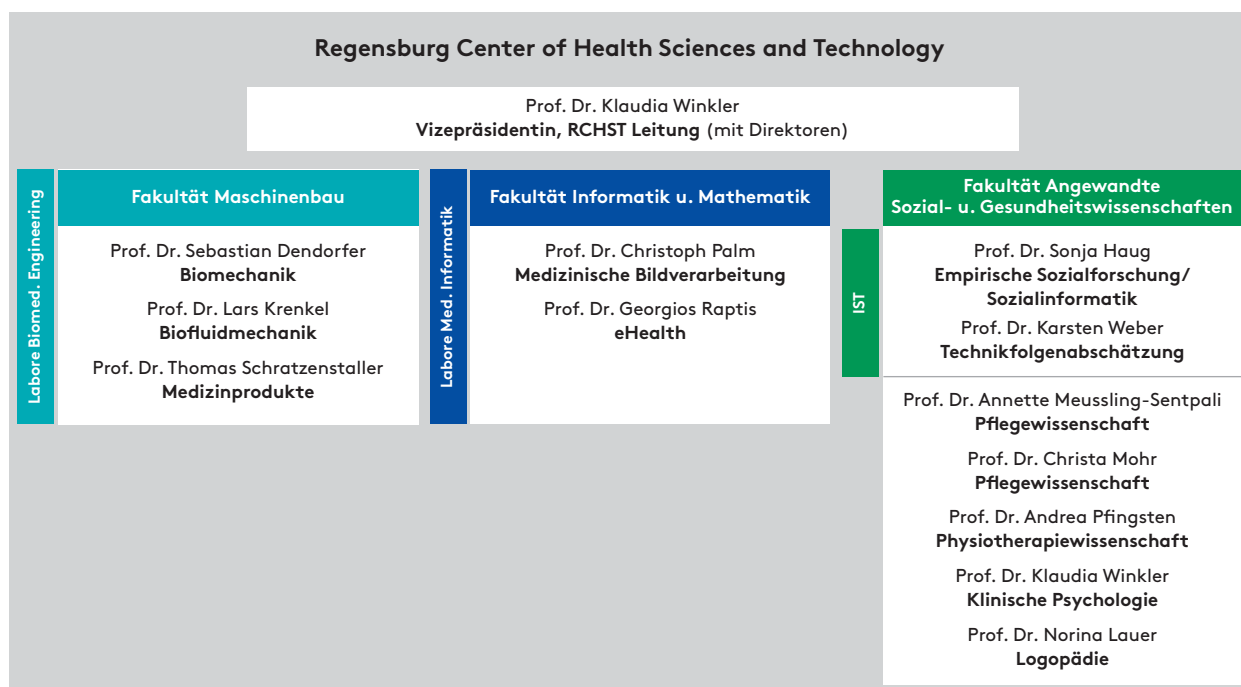 Regensburg Center of Health Sciences and Technology
Prof. Dr. Klaudia Winkler
Vizepräsidentin, RCHST Leitung (mit Direktoren)
Labore Biomed. Engineering
Fakultät Maschinenbau
Prof. Dr. Sebastian Dendorfer
Biomechanik
Prof. Dr. Lars Krenkel
Biofluidmechanik
Prof. Dr. Thomas Schratzenstaller
Medizinprodukte
Labore Med. Informatik
Fakultät Informatik u. Mathematik
Prof. Dr. Christoph Palm
Medizinische Bildverarbeitung
Prof. Dr. Georgios Raptis
eHealth
IST
Fakultät Angewandte
Sozial- u. Gesundheitswissenschaften
Prof. Dr. Sonja Haug
Empirische Sozialforschung/
Sozialinformatik
Prof. Dr. Karsten Weber
Technikfolgenabschätzung
Prof. Dr. Annette Meussling-Sentpali
Pflegewissenschaft
Prof. Dr. Christa Mohr
Pflegewissenschaft
Prof. Dr. Andrea Pfingsten
Physiotherapiewissenschaft
Prof. Dr. Klaudia Winkler
Klinische Psychologie
Prof. Dr. Norina Lauer
Logopädie